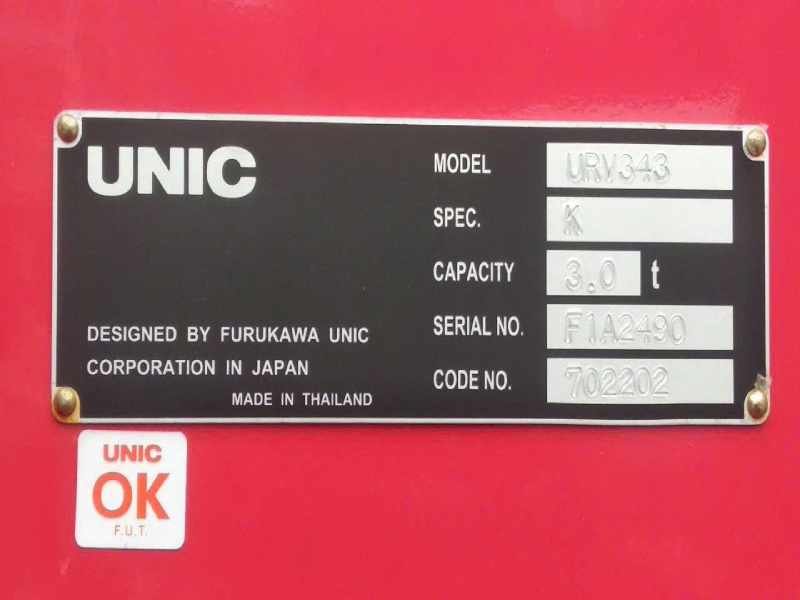 UNIC
MODEL URV343
SPEC. K
CAPACITY 3.0 t
SERIAL NO. F1A2490
CODE NO. 702202
DESIGNED BY FURUKAWA UNIC
CORPORATION IN JAPAN
MADE IN THAILAND
UNIC
OK
F.U.T.